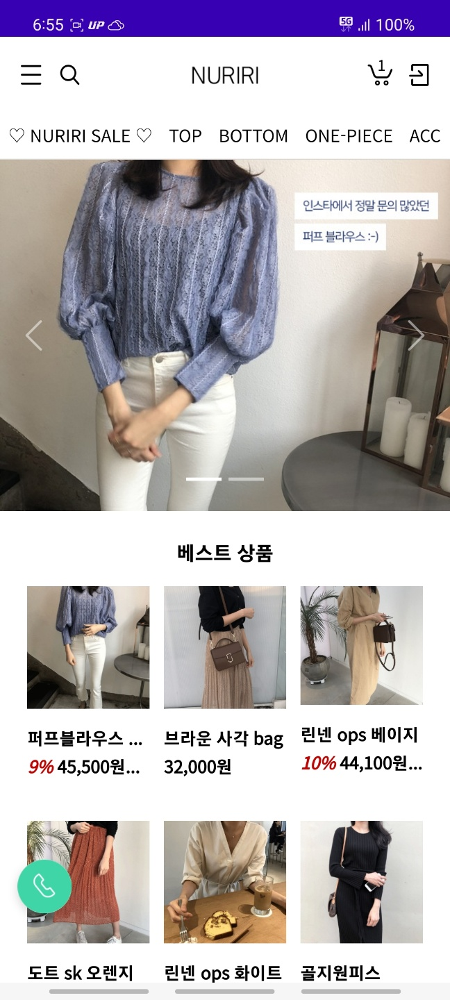 6:55 UP 5G 100%
NURIRI
1
♡ NURIRI SALE ♡ TOP BOTTOM ONE-PIECE ACC
인스타에서 정말 문의 많았던
퍼프 블라우스 :-)
베스트 상품
퍼프블라우스 ...
9% 45,500원...
브라운 사각 bag
32,000원
린넨 ops 베이지
10% 44,100원...
도트 sk 오렌지
린넨 ops 화이트
골지원피스